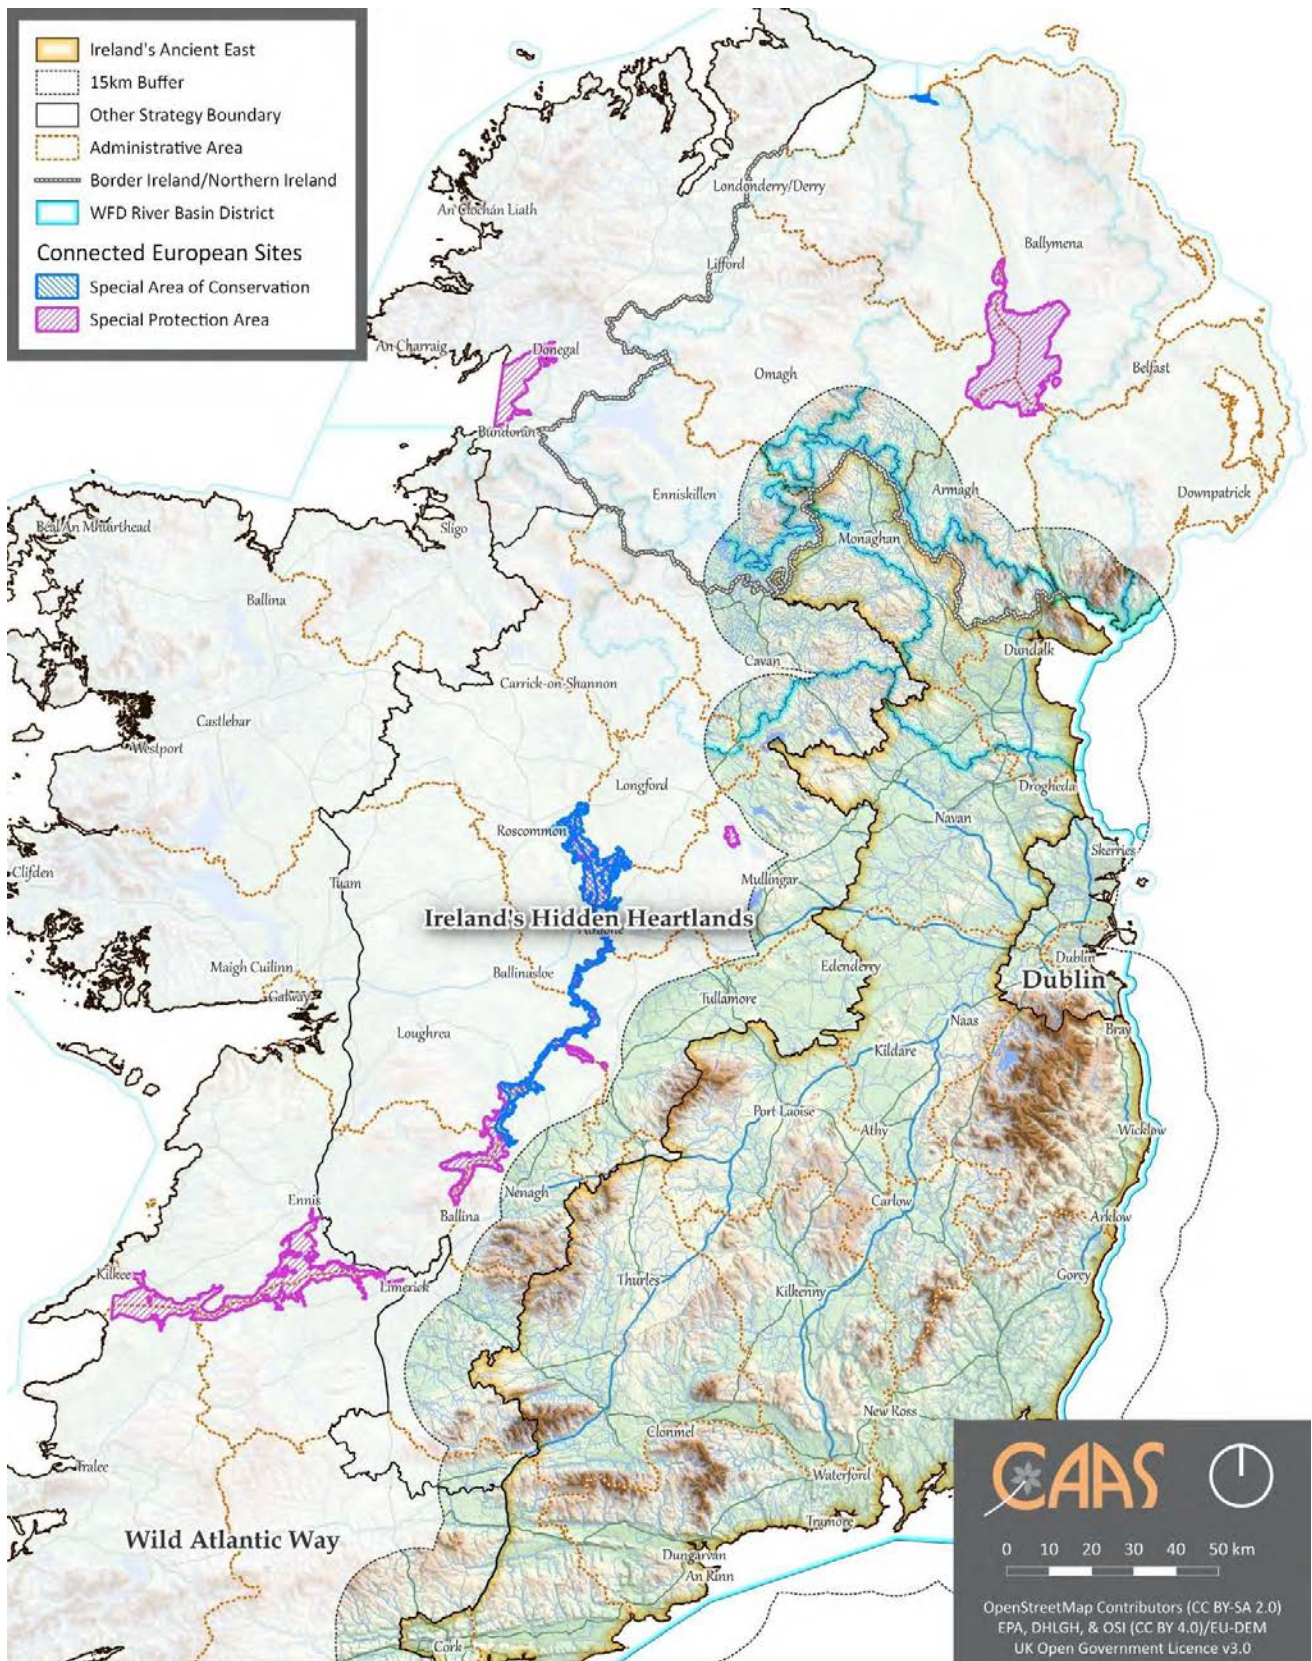 Ireland's Ancient East
15km Buffer
Other Strategy Boundary
Administrative Area
Border Ireland/Northern Ireland
WFD River Basin District
Connected European Sites
Special Area of Conservation
Special Protection Area
Londonderry/Derry
An Clochán Liath
Ballymena
Lifford
An Charraig
Donegal
Omagh
Belfast
Bundoran
Enniskillen
Armagh
Downpatrick
Béal An Mhuirthead
Sligo
Monaghan
Ballina
Cavan
Dundalk
Carrick-on-Shannon
Castlebar
Westport
Longford
Drogheda
Roscommon
Navan
Skerries
Clifden
Tuam
Mullingar
Ireland's Hidden Heartlands
Maigh Cuilinn
Ballinasloe
Edenderry
Dublin
Dublin
Galway
Tullamore
Loughrea
Naas
Bray
Kildare
Port Laoise
Athy
Wicklow
Ennis
Nenagh
Carlow
Ballina
Arklow
Kilkee
Limerick
Thurles
Kilkenny
Gorey
New Ross
Clonmel
Tralee
Waterford
Tramore
Wild Atlantic Way
Dungarvan
An Rinn
Cork
CAAS
0 10 20 30 40 50 km
OpenStreetMap Contributors (CC BY-SA 2.0)
EPA, DHLGH, & OSI (CC BY 4.0)/EU-DEM
UK Open Government Licence v3.0